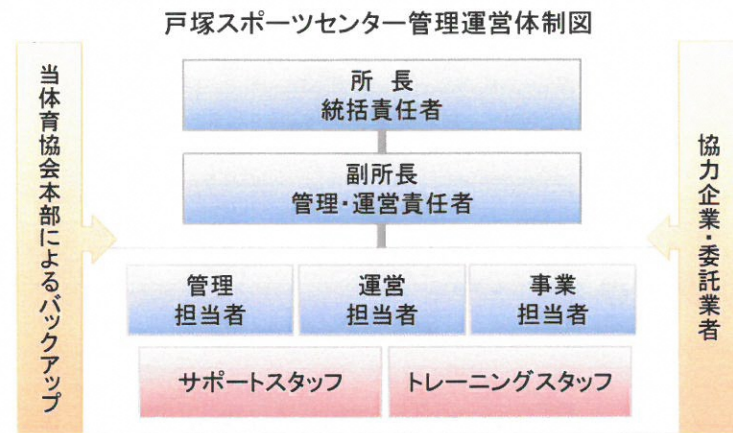 戸塚スポーツセンター管理運営体制図
当体育協会本部によるバックアップ
所 長
統括責任者
副所長
管理・運営責任者
管理
担当者
運営
担当者
事業
担当者
サポートスタッフ
トレーニングスタッフ
協力企業・委託業者